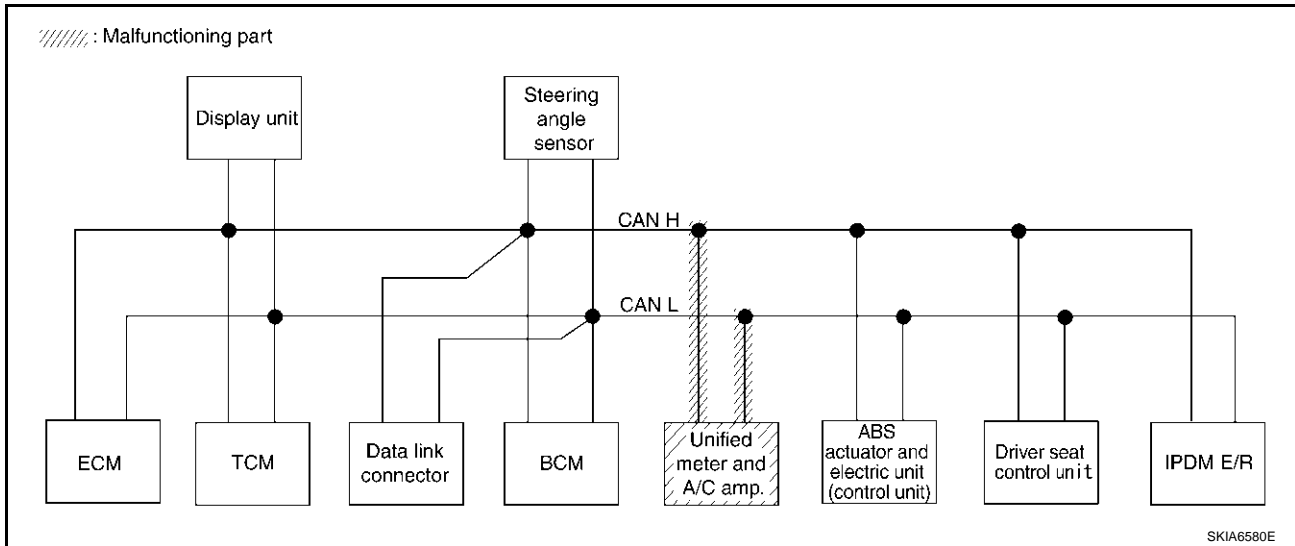 : Malfunctioning part
Display unit
Steering
angle
sensor
CAN H
CAN L
ECM
TCM
Data link
connector
BCM
Unified
meter and
A/C amp.
ABS
actuator and
electric unit
(control unit)
Driver seat
control unit
IPDM E/R
SKIA6580E